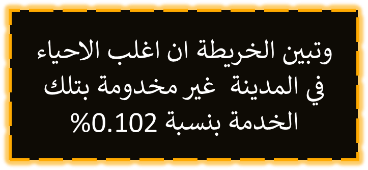 وتبين الخريطة ان اغلب الاحياء
في المدينة  غير مخدومة بتلك
الخدمة بنسبة 0.102%